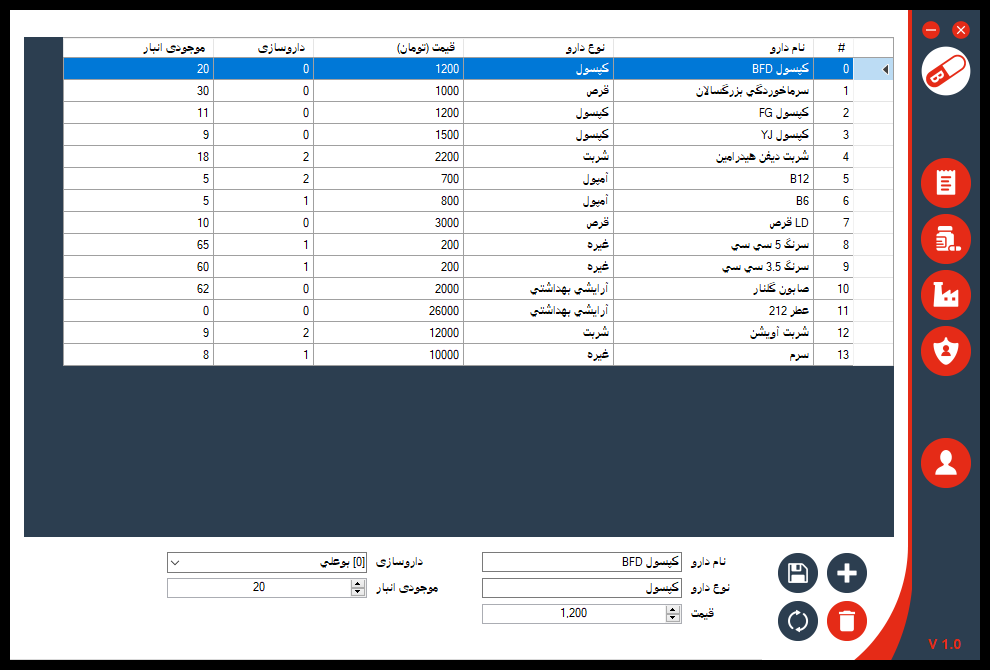 # نام دارو نوع دارو قیمت (تومان) داروسازی موجودی انبار
0 کپسول BFD کپسول 1200 0 20
1 سرماخوردگي بزرگسالان قرص 1000 0 30
2 کپسول FG کپسول 1200 0 11
3 کپسول YJ کپسول 1500 0 9
4 شربت ديفن هيدرامين شربت 2200 2 18
5 B12 آمپول 700 2 5
6 B6 آمپول 800 1 5
7 LD قرص قرص 3000 0 10
8 سرنگ 5 سي سي غيره 200 1 65
9 سرنگ 3.5 سي سي غيره 200 1 60
10 صابون گلنار آرايشي بهداشتي 2000 0 62
11 عطر 212 آرايشي بهداشتي 26000 0 0
12 شربت آويشن شربت 12000 2 9
13 سرم غيره 10000 1 8
نام دارو کپسول BFD داروسازی [0] بوعلي
نوع دارو کپسول موجودی انبار 20
قیمت 1,200
V 1.0